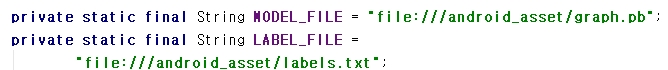 private static final String MODEL_FILE = "file:///android_asset/graph.pb";
private static final String LABEL_FILE =
"file:///android_asset/labels.txt";